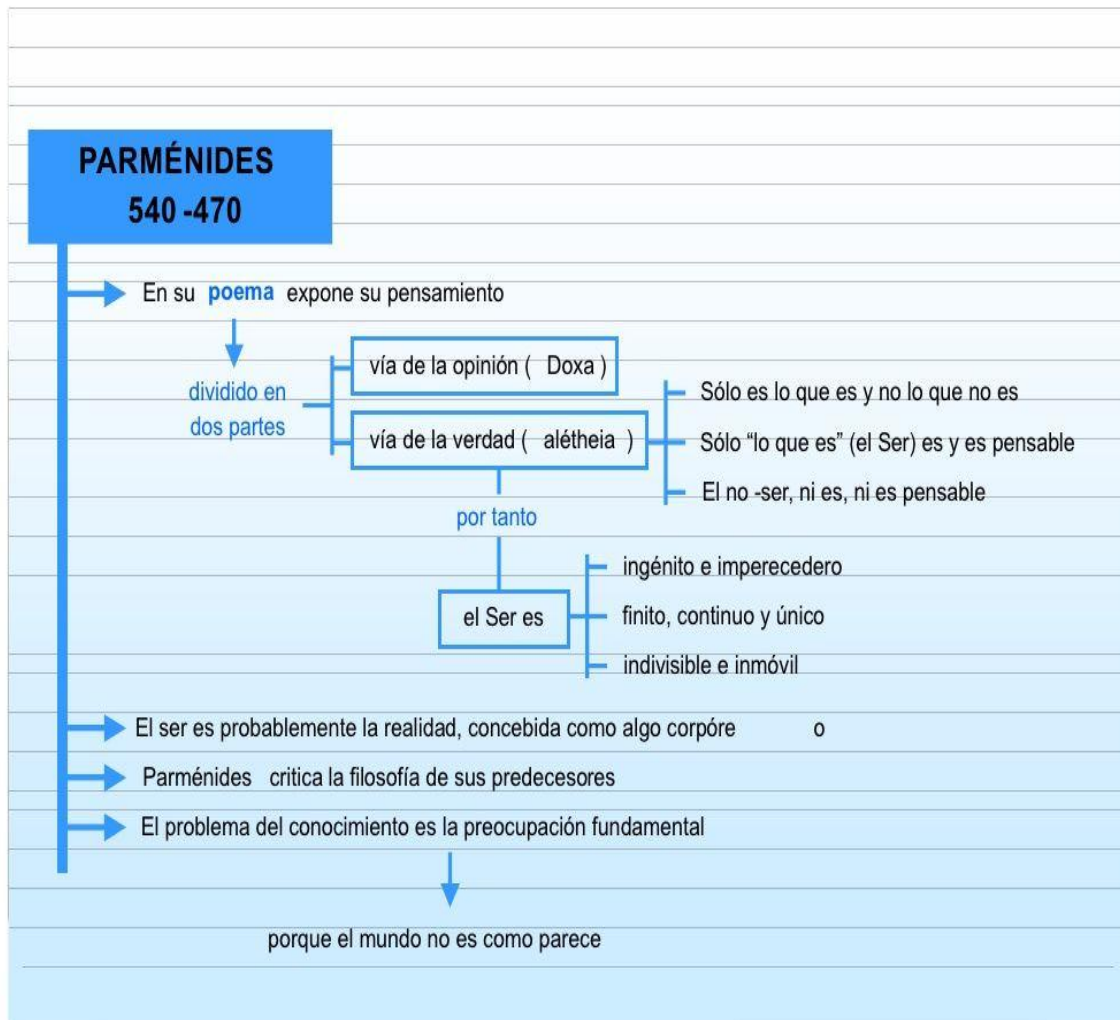 PARMÉNIDES
540 -470
En su poema expone su pensamiento
dividido en
dos partes
vía de la opinión ( Doxa )
vía de la verdad ( alétheia )
Sólo es lo que es y no lo que no es
Sólo “lo que es” (el Ser) es y es pensable
El no -ser, ni es, ni es pensable
por tanto
el Ser es
ingénito e imperecedero
finito, continuo y único
indivisible e inmóvil
El ser es probablemente la realidad, concebida como algo corpóre o
Parménides critica la filosofía de sus predecesores
El problema del conocimiento es la preocupación fundamental
porque el mundo no es como parece